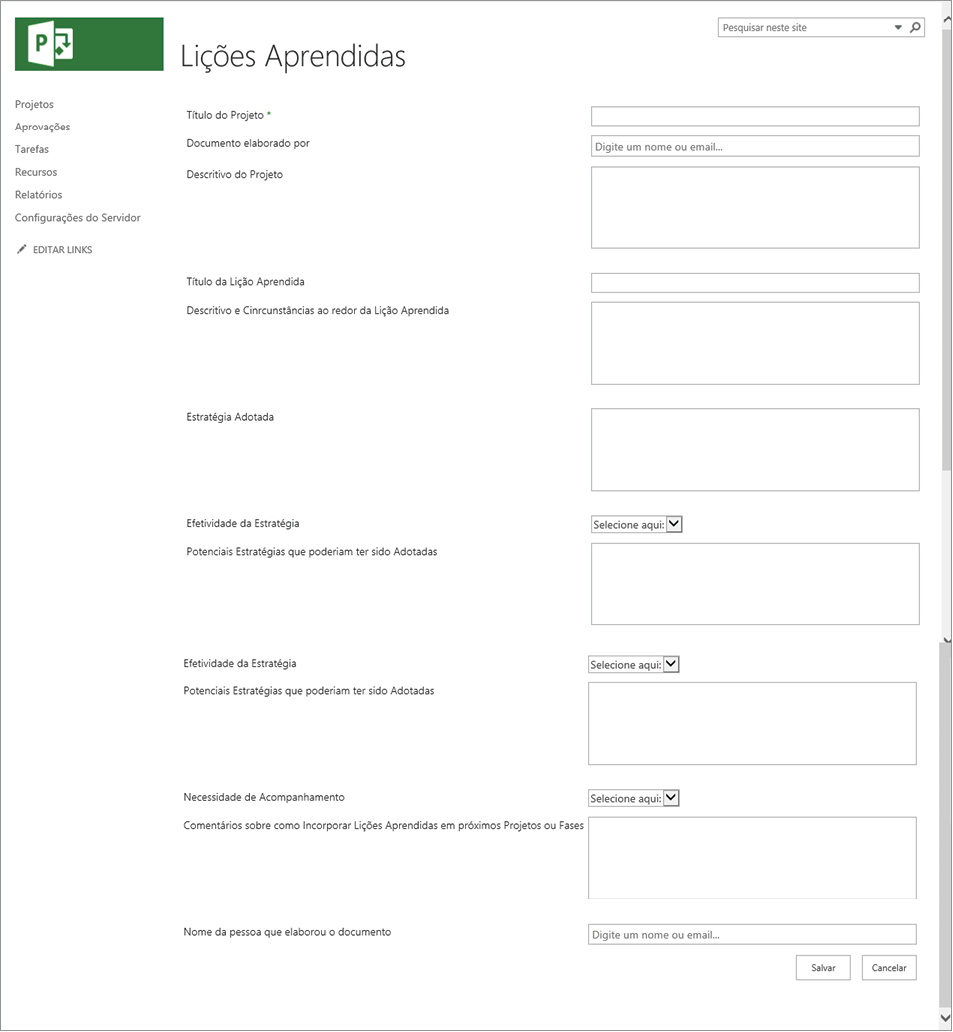 P
Pesquisar neste site
Lições Aprendidas
Projetos
Aprovações
Tarefas
Recursos
Relatórios
Configurações do Servidor
EDITAR LINKS
Título do Projeto *
Documento elaborado por
Digite um nome ou email...
Descritivo do Projeto
Título da Lição Aprendida
Descritivo e Cinrcunstâncias ao redor da Lição Aprendida
Estratégia Adotada
Efetividade da Estratégia
Selecione aqui:
Potenciais Estratégias que poderiam ter sido Adotadas
Efetividade da Estratégia
Selecione aqui:
Potenciais Estratégias que poderiam ter sido Adotadas
Necessidade de Acompanhamento
Selecione aqui:
Comentários sobre como Incorporar Lições Aprendidas em próximos Projetos ou Fases
Nome da pessoa que elaborou o documento
Digite um nome ou email...
Salvar
Cancelar